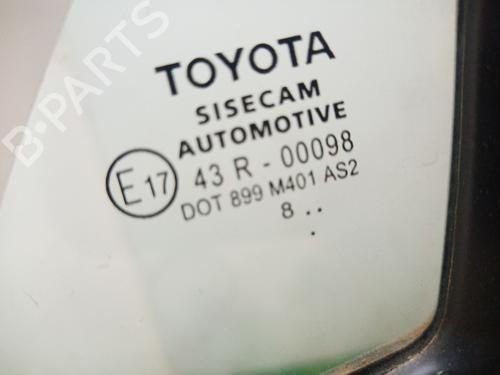 TOYOTA
SISECAM
AUTOMOTIVE
E17 43 R - 00098
DOT 899 M401 AS2
8 ..
.
B-PARTS